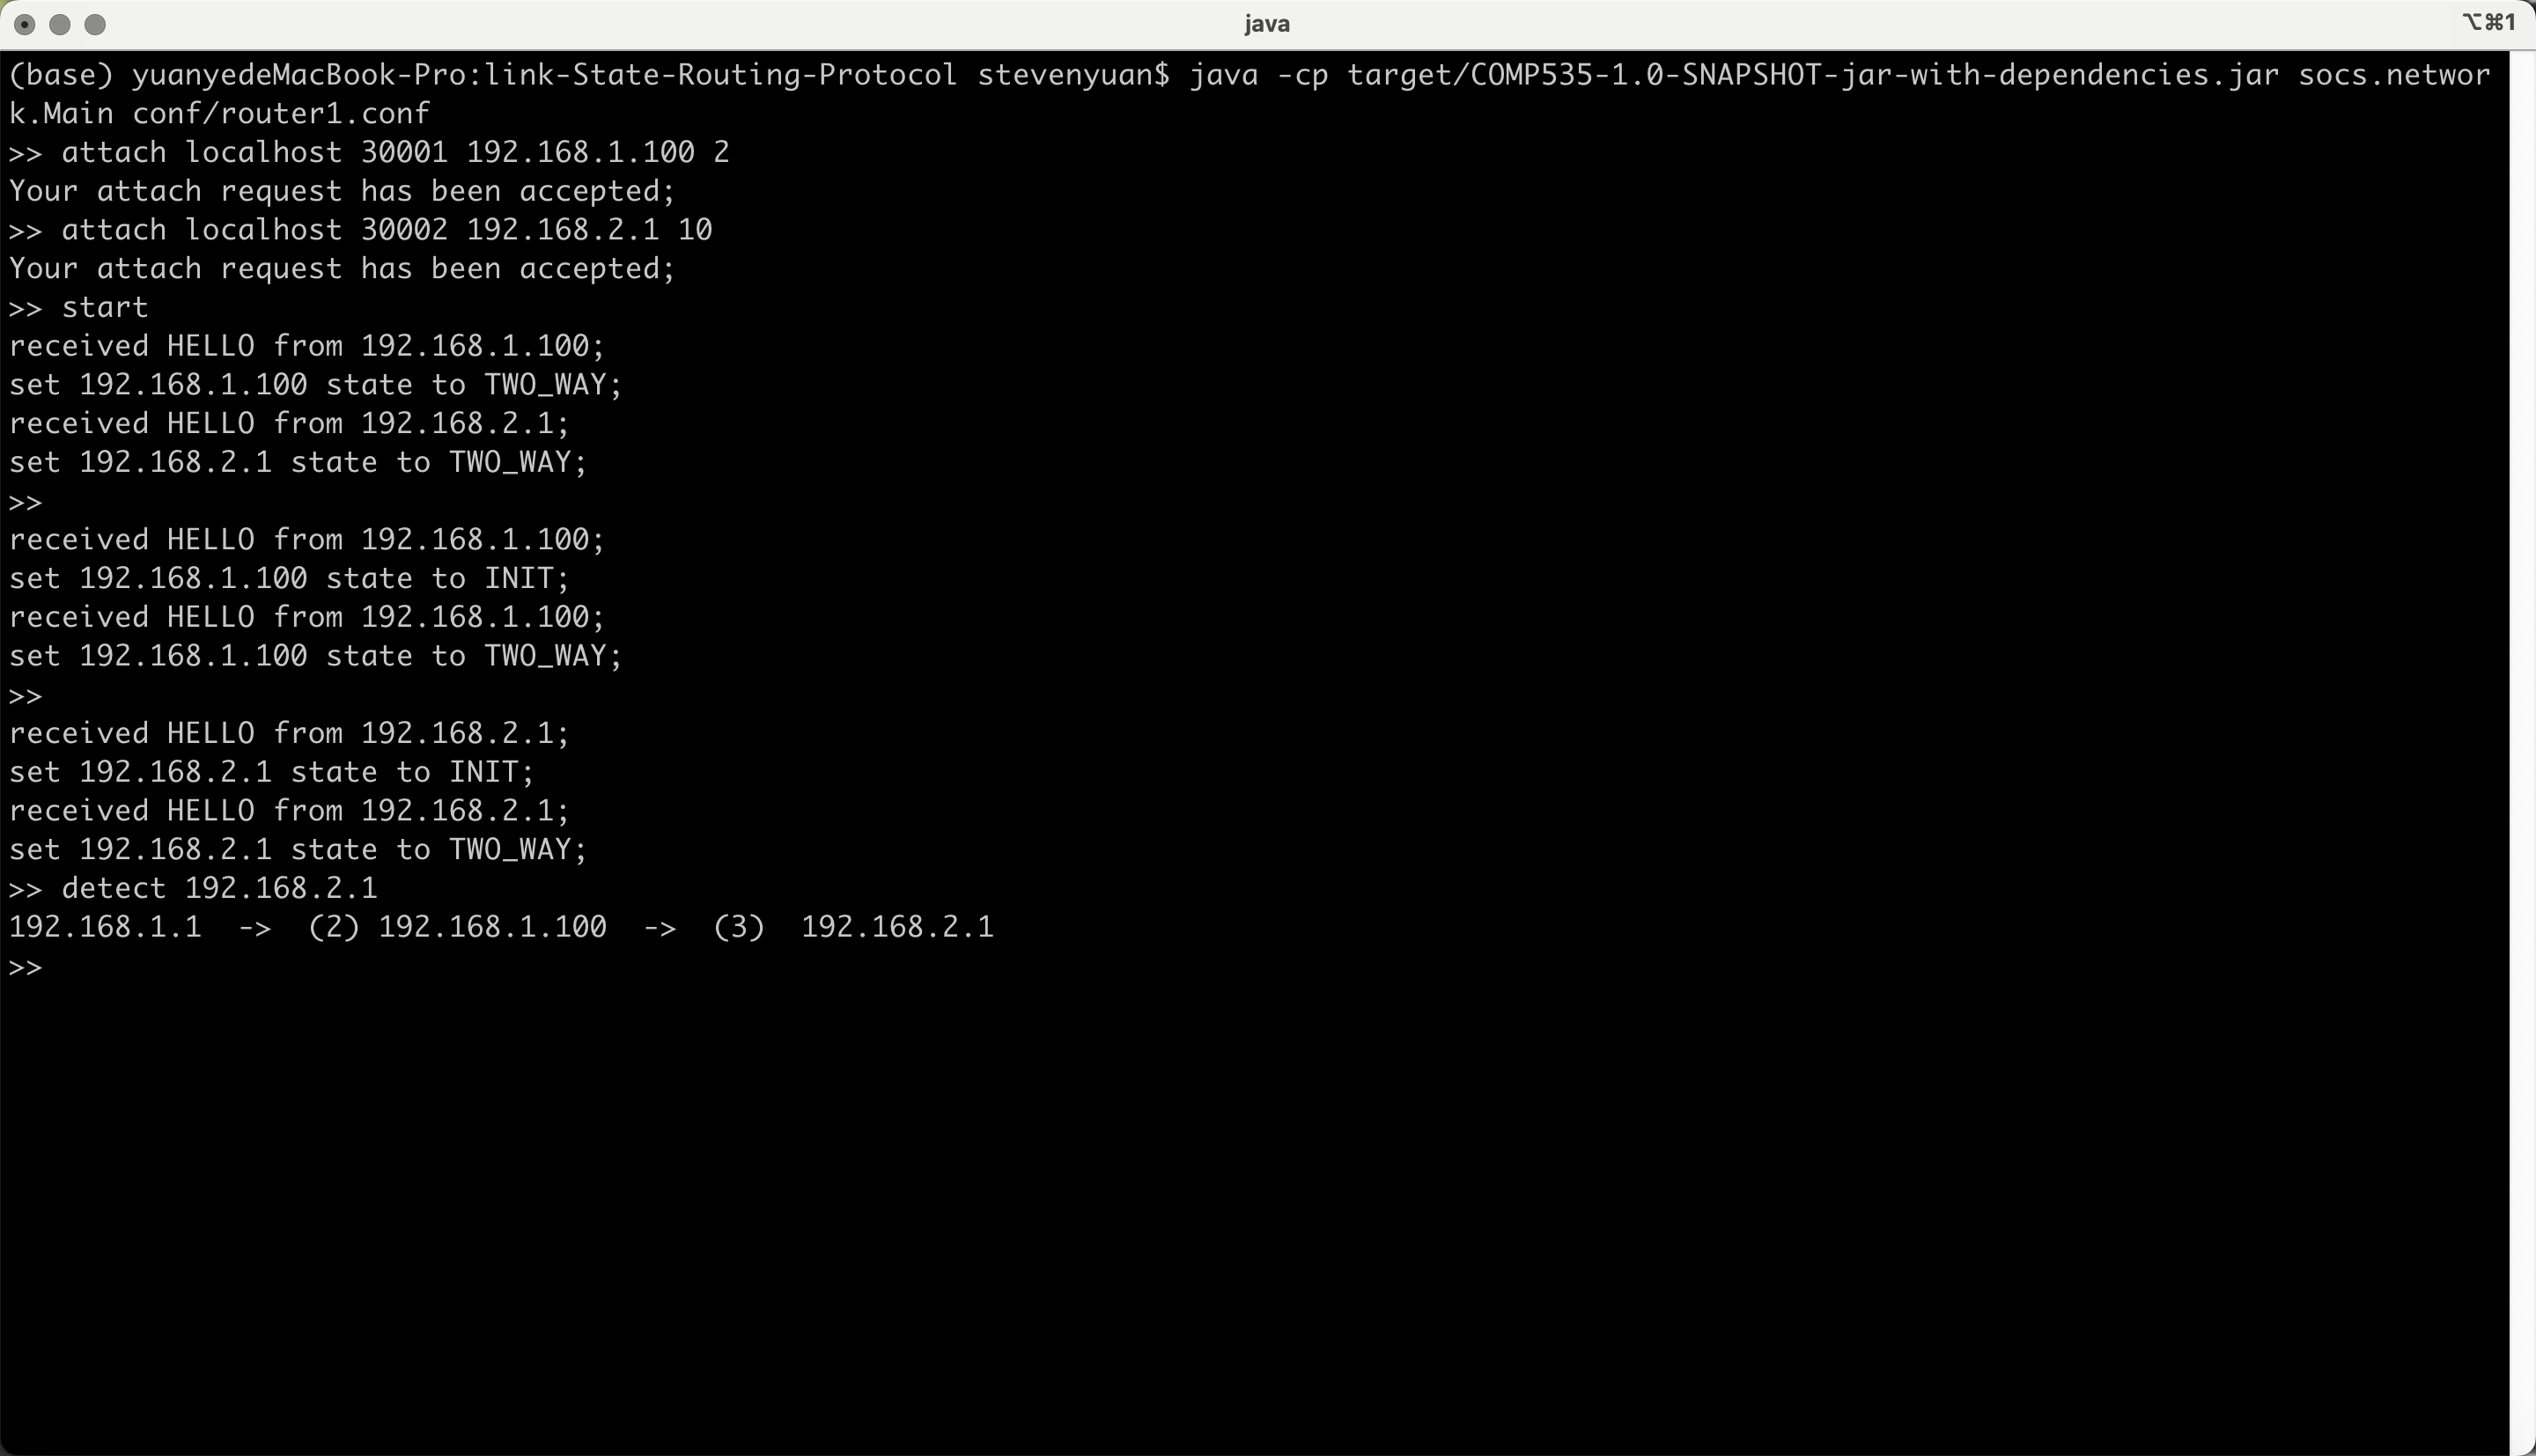 java
⌥⌘1
(base) yuanyedeMacBook-Pro:link-State-Routing-Protocol stevenyuan$ java -cp target/COMP535-1.0-SNAPSHOT-jar-with-dependencies.jar socs.networ
k.Main conf/router1.conf
>> attach localhost 30001 192.168.1.100 2
Your attach request has been accepted;
>> attach localhost 30002 192.168.2.1 10
Your attach request has been accepted;
>> start
received HELLO from 192.168.1.100;
set 192.168.1.100 state to TWO_WAY;
received HELLO from 192.168.2.1;
set 192.168.2.1 state to TWO_WAY;
>>
received HELLO from 192.168.1.100;
set 192.168.1.100 state to INIT;
received HELLO from 192.168.1.100;
set 192.168.1.100 state to TWO_WAY;
>>
received HELLO from 192.168.2.1;
set 192.168.2.1 state to INIT;
received HELLO from 192.168.2.1;
set 192.168.2.1 state to TWO_WAY;
>> detect 192.168.2.1
192.168.1.1  ->  (2) 192.168.1.100  ->  (3)  192.168.2.1
>>